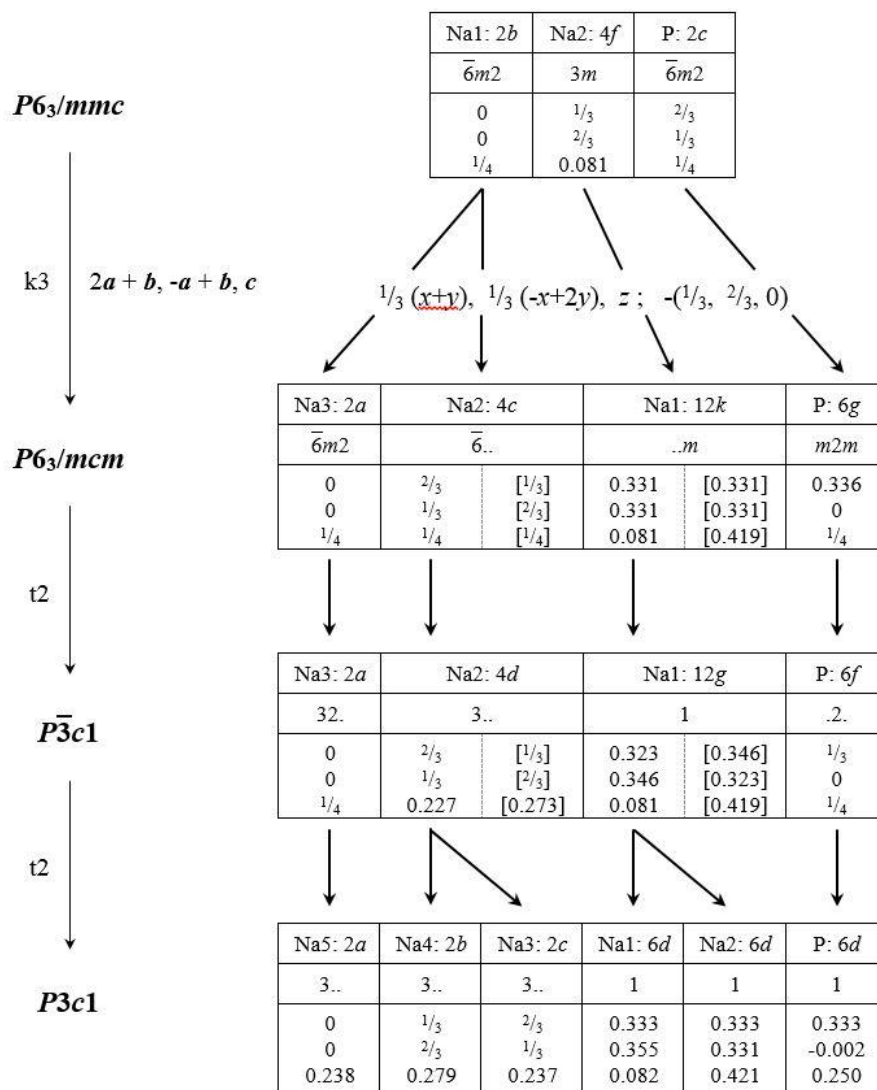 Na1: 2b Na2: 4f P: 2c
6̅m2 3m 6̅m2
0 1/3 2/3
0 2/3 1/3
1/4 0.081 1/4
P6₃/mmc
k3 2a + b, -a + b, c
1/3 (x+y), 1/3 (-x+2y), z ; -(1/3, 2/3, 0)
Na3: 2a Na2: 4c Na1: 12k P: 6g
6̅m2 6̅.. ..m m2m
0 2/3 [1/3] 0.331 [0.331] 0.336
0 1/3 [2/3] 0.331 [0.331] 0
1/4 1/4 [1/4] 0.081 [0.419] 1/4
P6₃/mcm
t2
Na3: 2a Na2: 4d Na1: 12g P: 6f
32. 3.. 1 .2.
0 2/3 [1/3] 0.323 [0.346] 1/3
0 1/3 [2/3] 0.346 [0.323] 0
1/4 0.227 [0.273] 0.081 [0.419] 1/4
P3̅c1
t2
Na5: 2a Na4: 2b Na3: 2c Na1: 6d Na2: 6d P: 6d
3.. 3.. 3.. 1 1 1
0 1/3 2/3 0.333 0.333 0.333
0 2/3 1/3 0.355 0.331 -0.002
0.238 0.279 0.237 0.082 0.421 0.250
P3c1